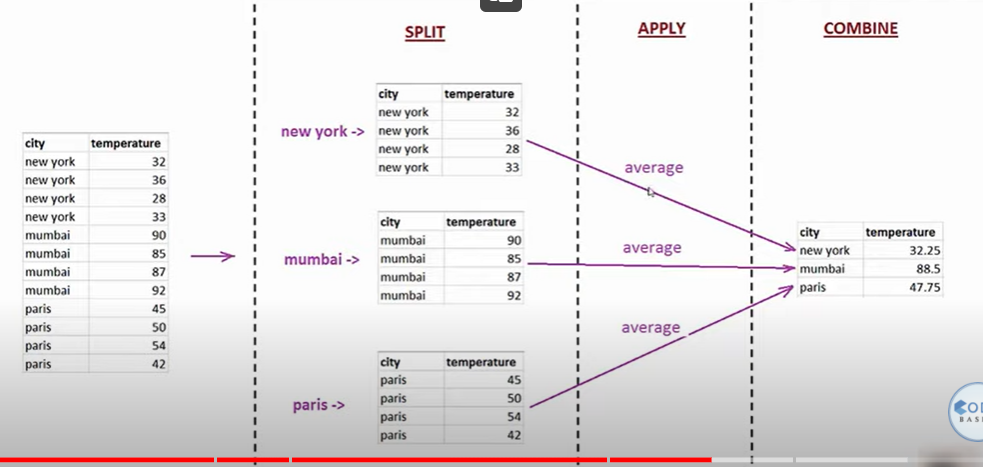 SPLIT
APPLY
COMBINE
city temperature
new york 32
new york 36
new york 28
new york 33
mumbai 90
mumbai 85
mumbai 87
mumbai 92
paris 45
paris 50
paris 54
paris 42
new york ->
city temperature
new york 32
new york 36
new york 28
new york 33
mumbai ->
city temperature
mumbai 90
mumbai 85
mumbai 87
mumbai 92
paris ->
city temperature
paris 45
paris 50
paris 54
paris 42
average
average
average
city temperature
new york 32.25
mumbai 88.5
paris 47.75